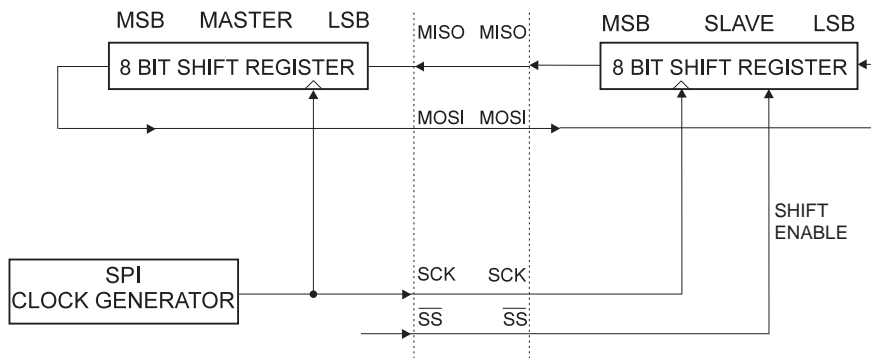 MSB MASTER LSB
MISO MISO
MSB SLAVE LSB
8 BIT SHIFT REGISTER
8 BIT SHIFT REGISTER
MOSI MOSI
SHIFT
ENABLE
SPI
CLOCK GENERATOR
SCK SCK
SS SS